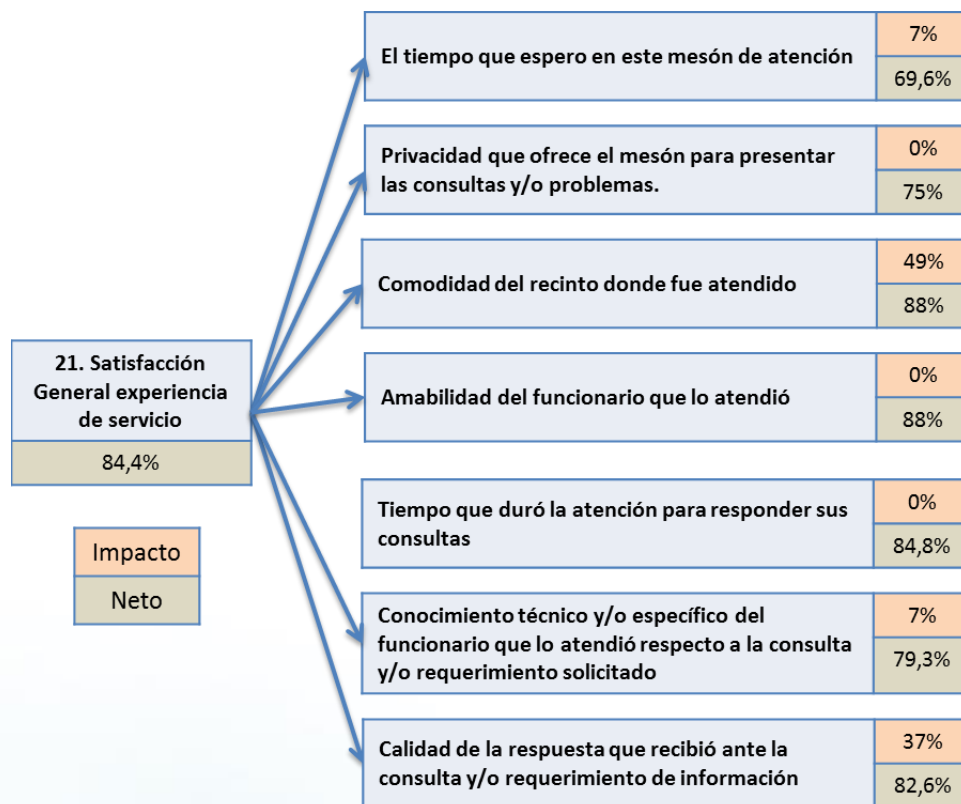 El tiempo que espero en este mesón de atención
7%
69,6%
Privacidad que ofrece el mesón para presentar
las consultas y/o problemas.
0%
75%
Comodidad del recinto donde fue atendido
49%
88%
21. Satisfacción
General experiencia
de servicio
84,4%
Amabilidad del funcionario que lo atendió
0%
88%
Tiempo que duró la atención para responder sus
consultas
0%
84,8%
Impacto
Neto
Conocimiento técnico y/o específico del
funcionario que lo atendió respecto a la consulta
y/o requerimiento solicitado
7%
79,3%
Calidad de la respuesta que recibió ante la
consulta y/o requerimiento de información
37%
82,6%